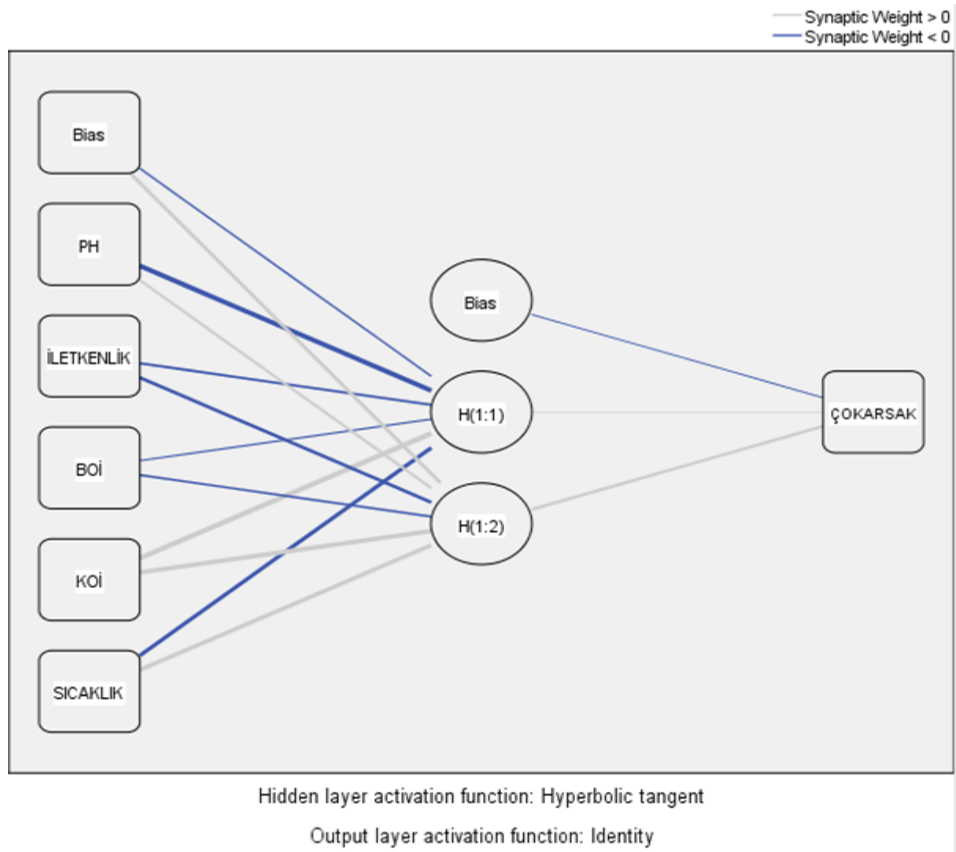 Synaptic Weight > 0
Synaptic Weight < 0
Bias
PH
İLETKENLİK
BOİ
KOİ
SICAKLIK
Bias
H(1:1)
H(1:2)
ÇOKARSAK
Hidden layer activation function: Hyperbolic tangent
Output layer activation function: Identity